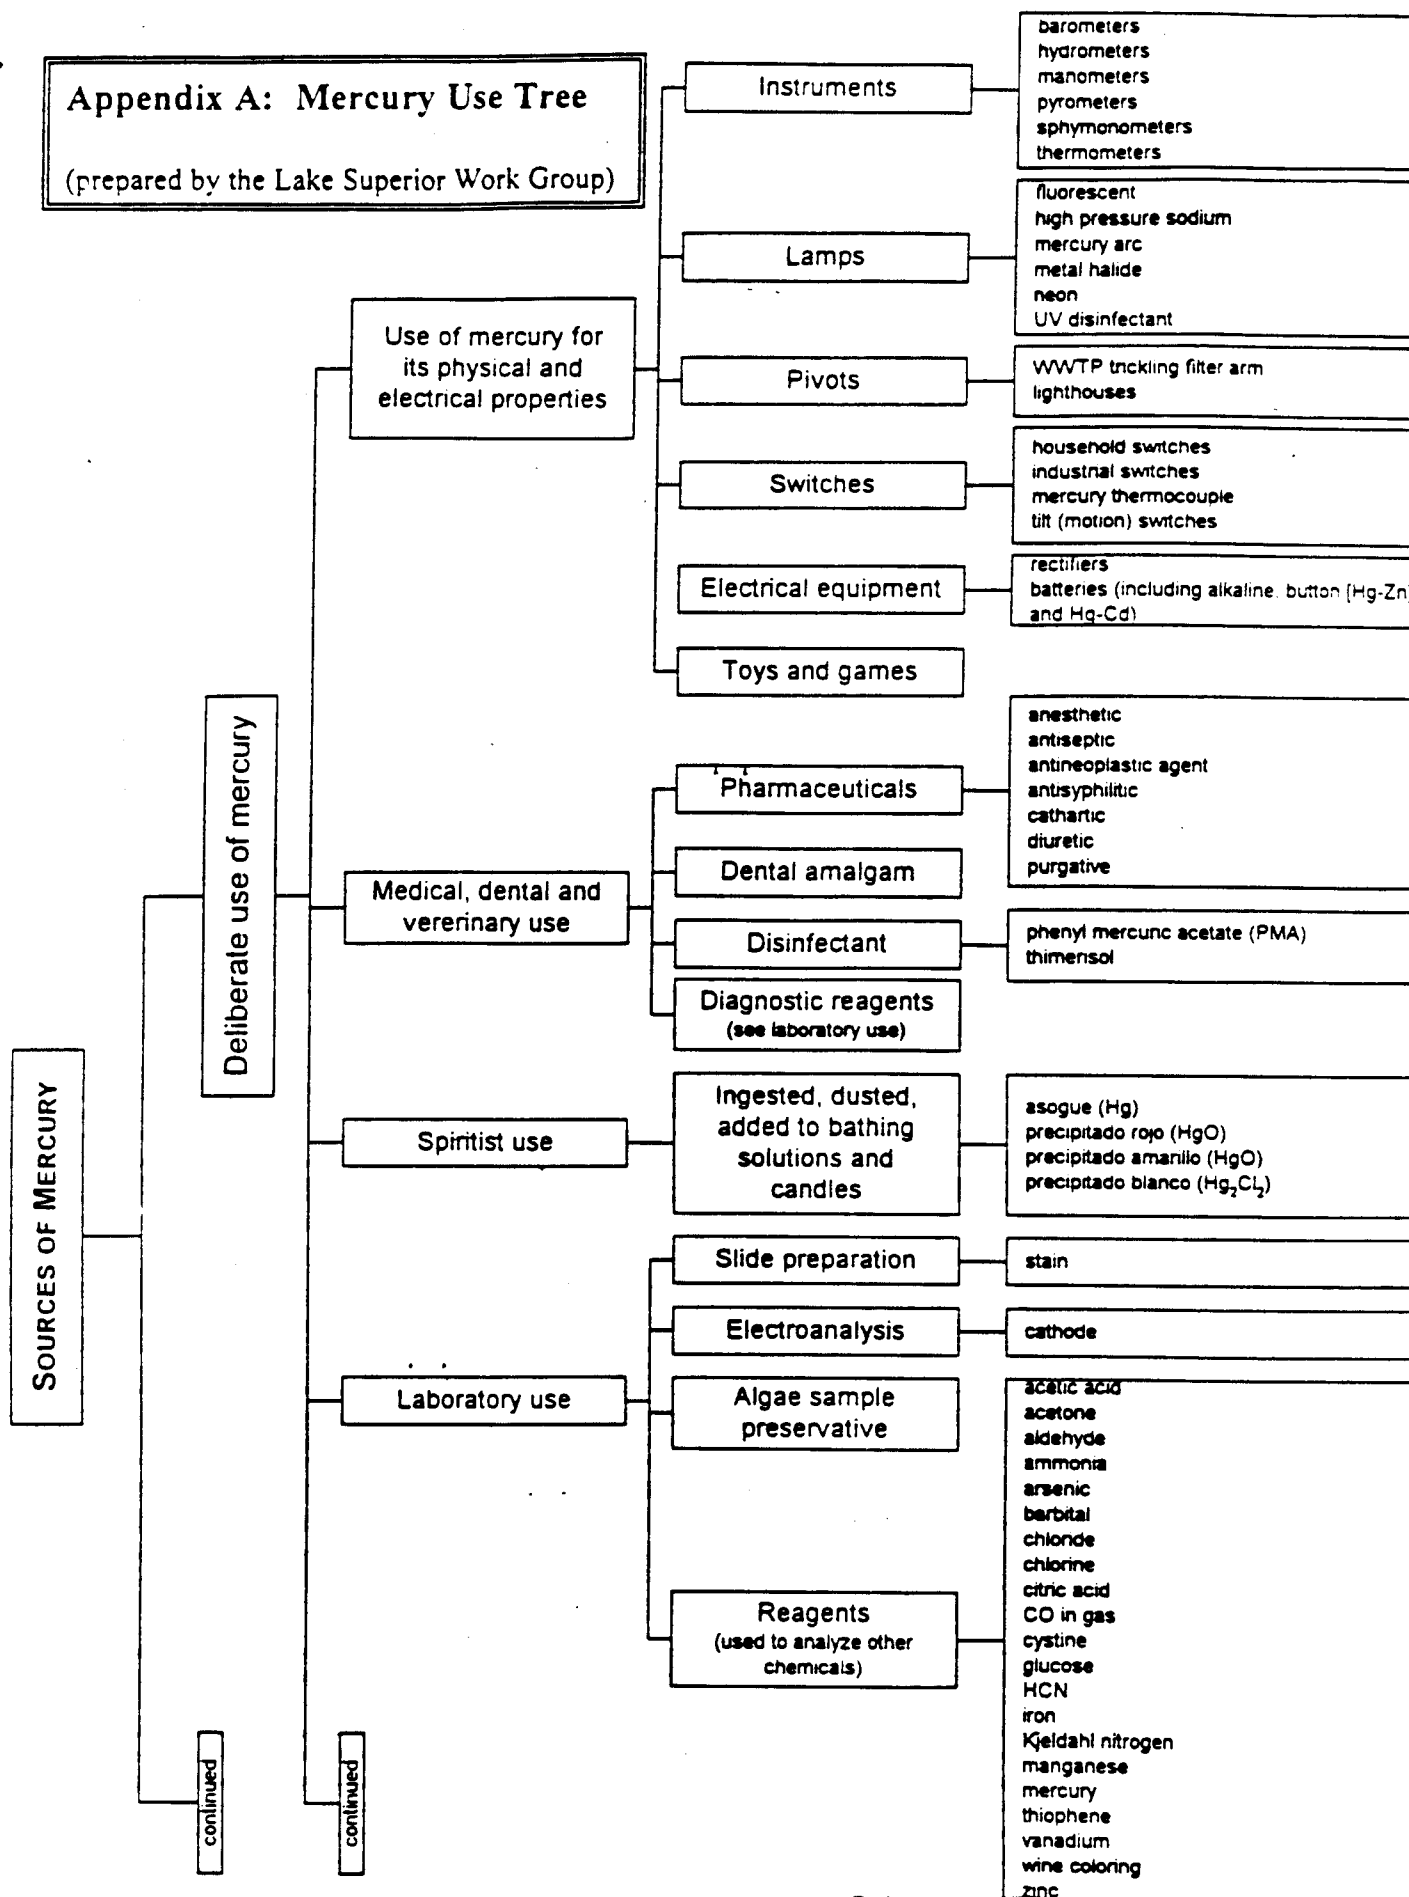 Appendix A: Mercury Use Tree
(prepared by the Lake Superior Work Group)
SOURCES OF MERCURY
Deliberate use of mercury
continued
continued
Use of mercury for
its physical and
electrical properties
Instruments
barometers
hydrometers
manometers
pyrometers
sphymonometers
thermometers
Lamps
fluorescent
high pressure sodium
mercury arc
metal halide
neon
UV disinfectant
Pivots
WWTP trickling filter arm
lighthouses
Switches
household switches
industrial switches
mercury thermocouple
tilt (motion) switches
Electrical equipment
rectifiers
batteries (including alkaline, button [Hg-Zn]
and Hg-Cd)
Toys and games
Medical, dental and
vererinary use
Pharmaceuticals
anesthetic
antiseptic
antineoplastic agent
antisyphilitic
cathartic
diuretic
purgative
Dental amalgam
Disinfectant
phenyl mercuric acetate (PMA)
thimerisol
Diagnostic reagents
(see laboratory use)
Spiritist use
Ingested, dusted,
added to bathing
solutions and
candles
asogue (Hg)
precipitado rojo (HgO)
precipitado amarillo (HgO)
precipitado blanco (Hg₂Cl₂)
Laboratory use
Slide preparation
stain
Electroanalysis
cathode
Algae sample
preservative
Reagents
(used to analyze other
chemicals)
acetic acid
acetone
aldehyde
ammonia
arsenic
barbital
chloride
chlorine
citric acid
CO in gas
cystine
glucose
HCN
iron
Kjeldahl nitrogen
manganese
mercury
thiophene
vanadium
wine coloring
zinc